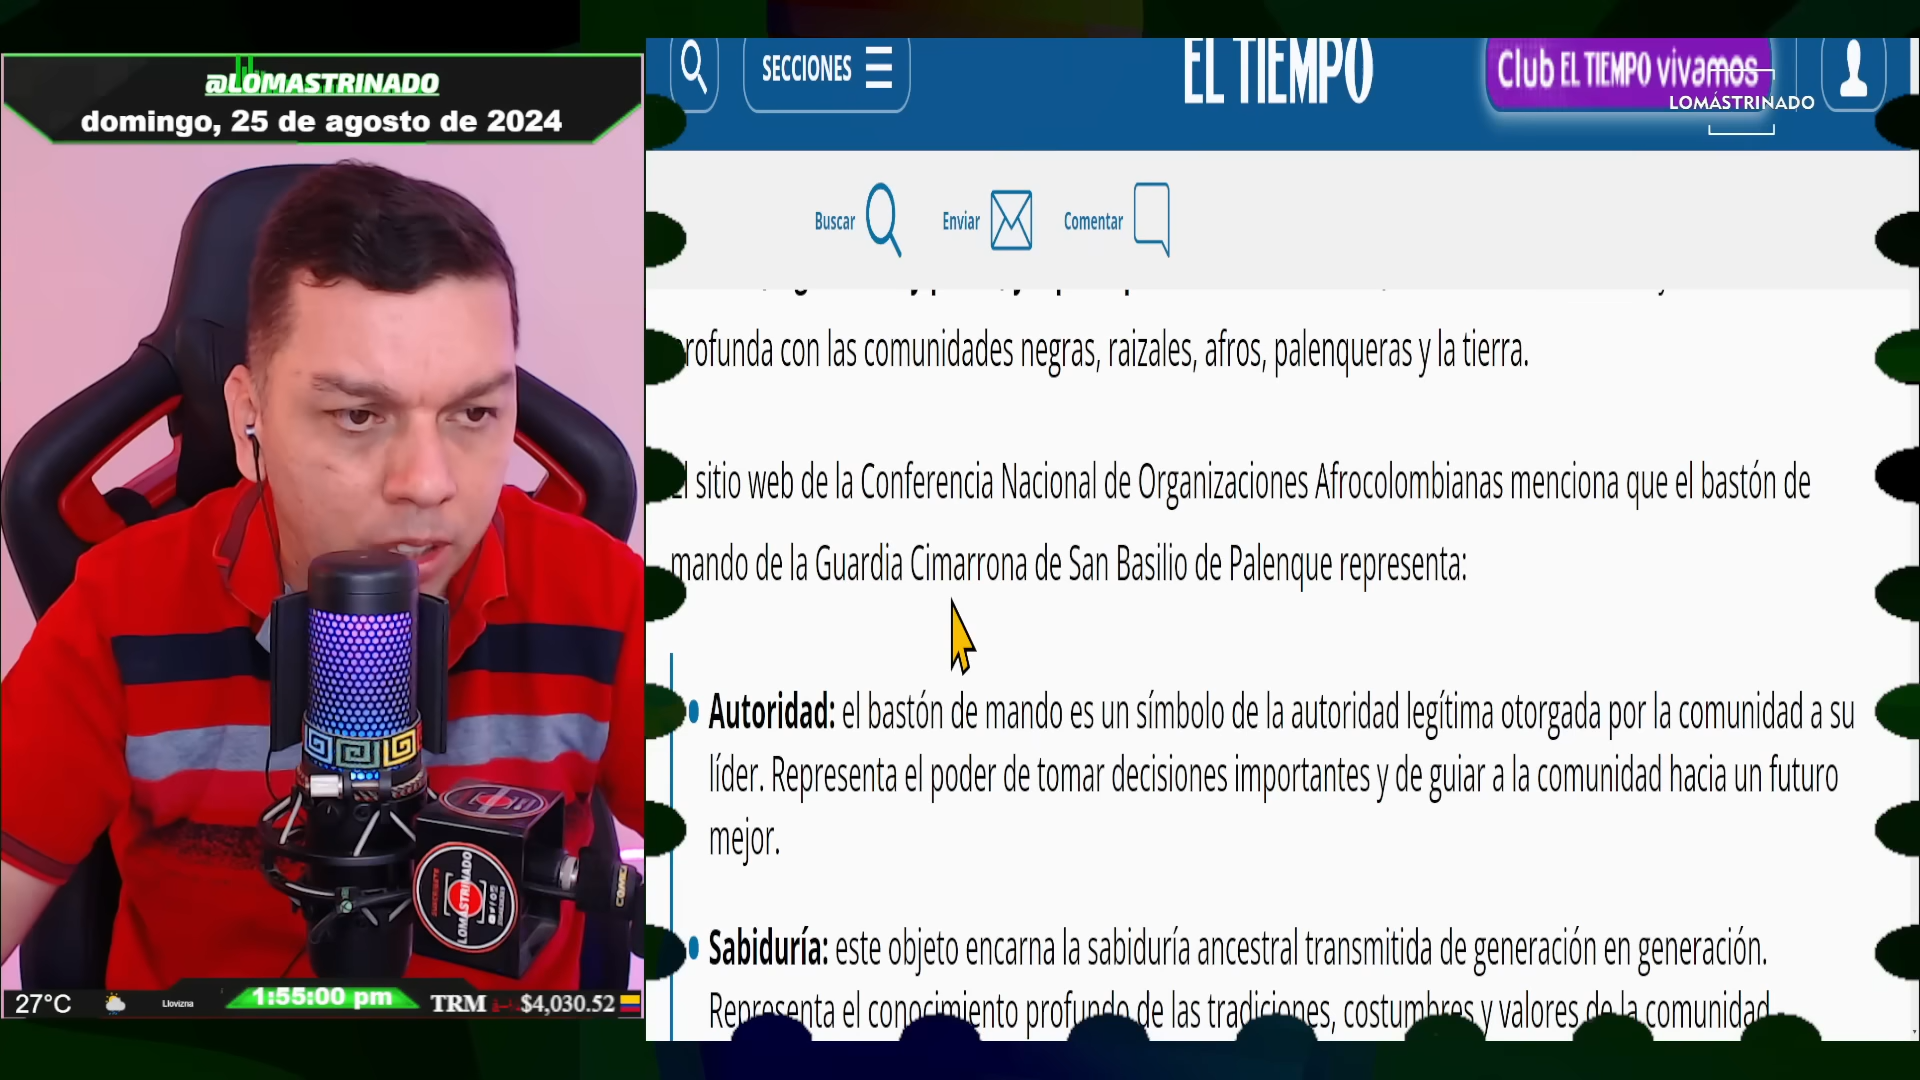 @LOMASTRINADO
domingo, 25 de agosto de 2024
SECCIONES
EL TIEMPO
Club EL TIEMPO vivamos
LOMÁSTRINADO
Buscar
Enviar
Comentar
profunda con las comunidades negras, raizales, afros, palenqueras y la tierra.
El sitio web de la Conferencia Nacional de Organizaciones Afrocolombianas menciona que el bastón de
mando de la Guardia Cimarrona de San Basilio de Palenque representa:
• Autoridad: el bastón de mando es un símbolo de la autoridad legítima otorgada por la comunidad a su
líder. Representa el poder de tomar decisiones importantes y de guiar a la comunidad hacia un futuro
mejor.
• Sabiduría: este objeto encarna la sabiduría ancestral transmitida de generación en generación.
Representa el conocimiento profundo de las tradiciones, costumbres y valores de la comunidad
LOMASTRINADO
27°C
Llovizna
1:55:00 pm
TRM
$4,030.52